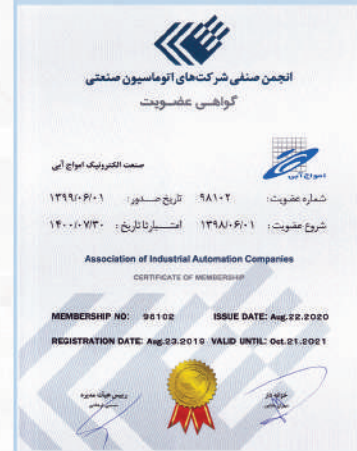 انجمن صنفی شرکت‌های اتوماسیون صنعتی
گواهی عضویت
امواج آبی
صنعت الکترونیک امواج آبی
شماره عضویت: ۹۸۱۰۲ تاریخ صدور: ۱۳۹۹/۰۶/۰۱
شروع عضویت: ۱۳۹۸/۰۶/۰۱ اعتبار تا تاریخ: ۱۴۰۰/۰۷/۳۰
Association of Industrial Automation Companies
CERTIFICATE OF MEMBERSHIP
MEMBERSHIP NO: 98102 ISSUE DATE: Aug.22.2020
REGISTRATION DATE: Aug.23.2019 VALID UNTIL: Oct.21.2021
خزانه دار رییس هیأت مدیره